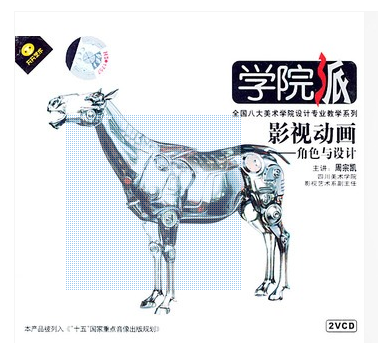 学院派
全国八大美术学院设计专业教学系列
影视动画
角色与设计
主讲：周宗凯
四川美术学院
影视艺术系副主任
本产品被列入《"十五"国家重点音像出版规划》
2VCD